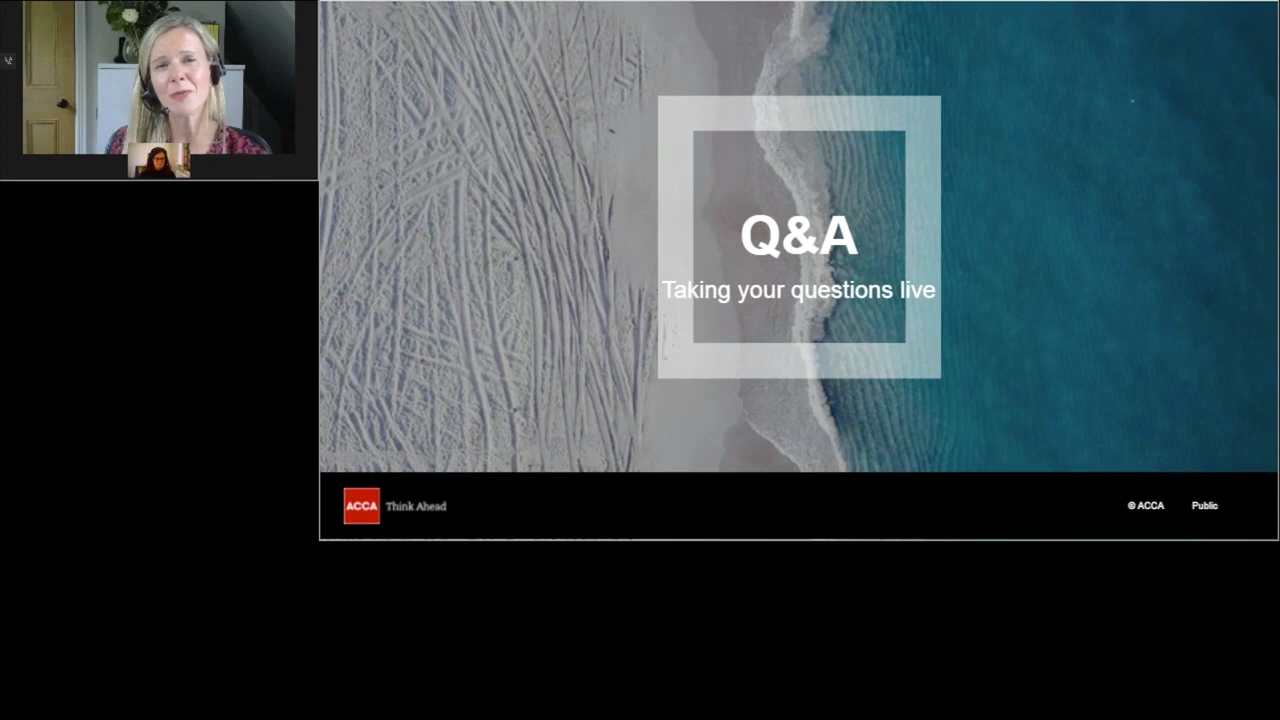 Q&A
Taking your questions live
ACCA
Think Ahead
© ACCA
Public